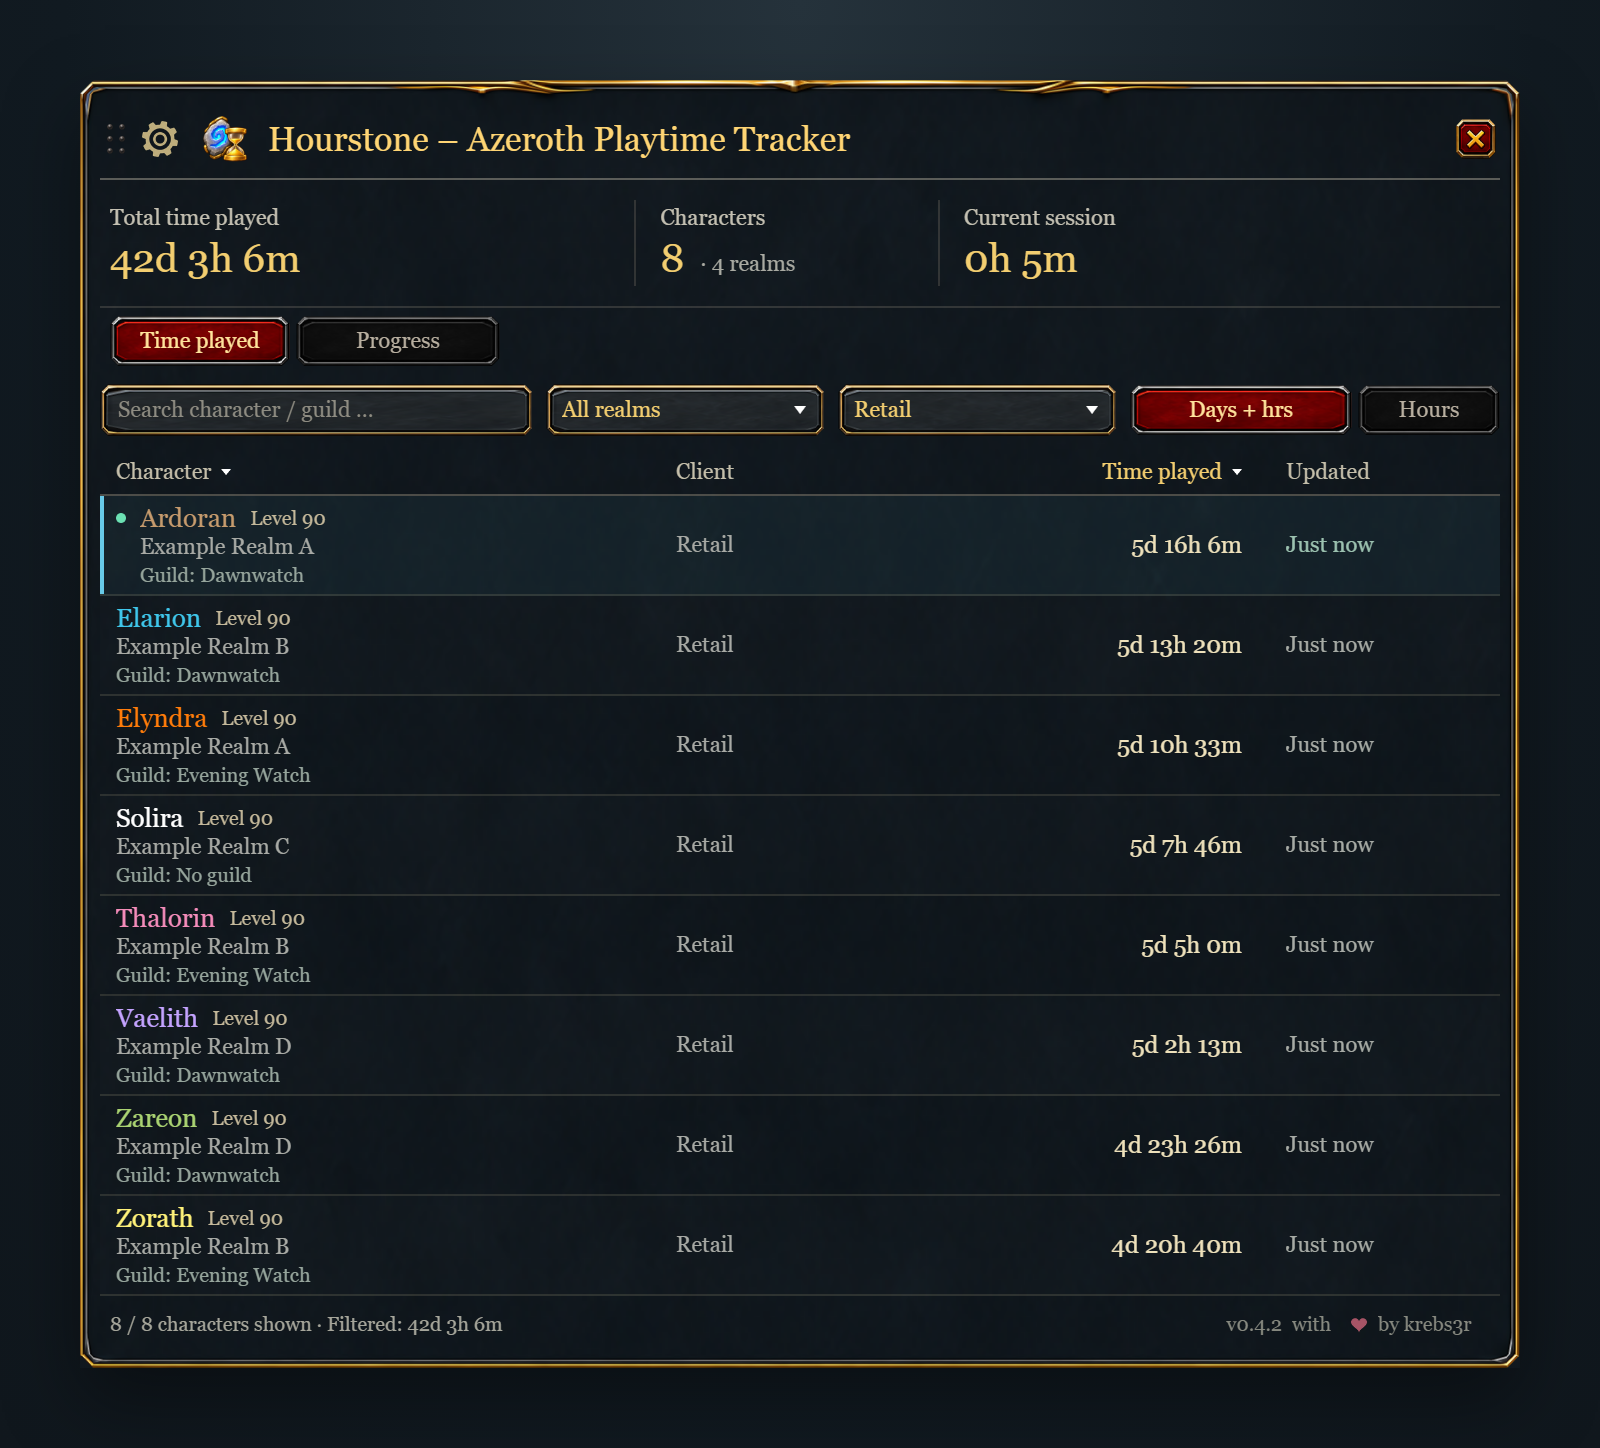 Hourstone – Azeroth Playtime Tracker
Total time played
42d 3h 6m
Characters
8 · 4 realms
Current session
0h 5m
Time played
Progress
Search character / guild ...
All realms
Retail
Days + hrs
Hours
Character
Client
Time played
Updated
Ardoran Level 90
Example Realm A
Guild: Dawnwatch
Retail
5d 16h 6m
Just now
Elarion Level 90
Example Realm B
Guild: Dawnwatch
Retail
5d 13h 20m
Just now
Elyndra Level 90
Example Realm A
Guild: Evening Watch
Retail
5d 10h 33m
Just now
Solira Level 90
Example Realm C
Guild: No guild
Retail
5d 7h 46m
Just now
Thalorin Level 90
Example Realm B
Guild: Evening Watch
Retail
5d 5h 0m
Just now
Vaelith Level 90
Example Realm D
Guild: Dawnwatch
Retail
5d 2h 13m
Just now
Zareon Level 90
Example Realm D
Guild: Dawnwatch
Retail
4d 23h 26m
Just now
Zorath Level 90
Example Realm B
Guild: Evening Watch
Retail
4d 20h 40m
Just now
8 / 8 characters shown · Filtered: 42d 3h 6m
v0.4.2 with ♥ by krebs3r